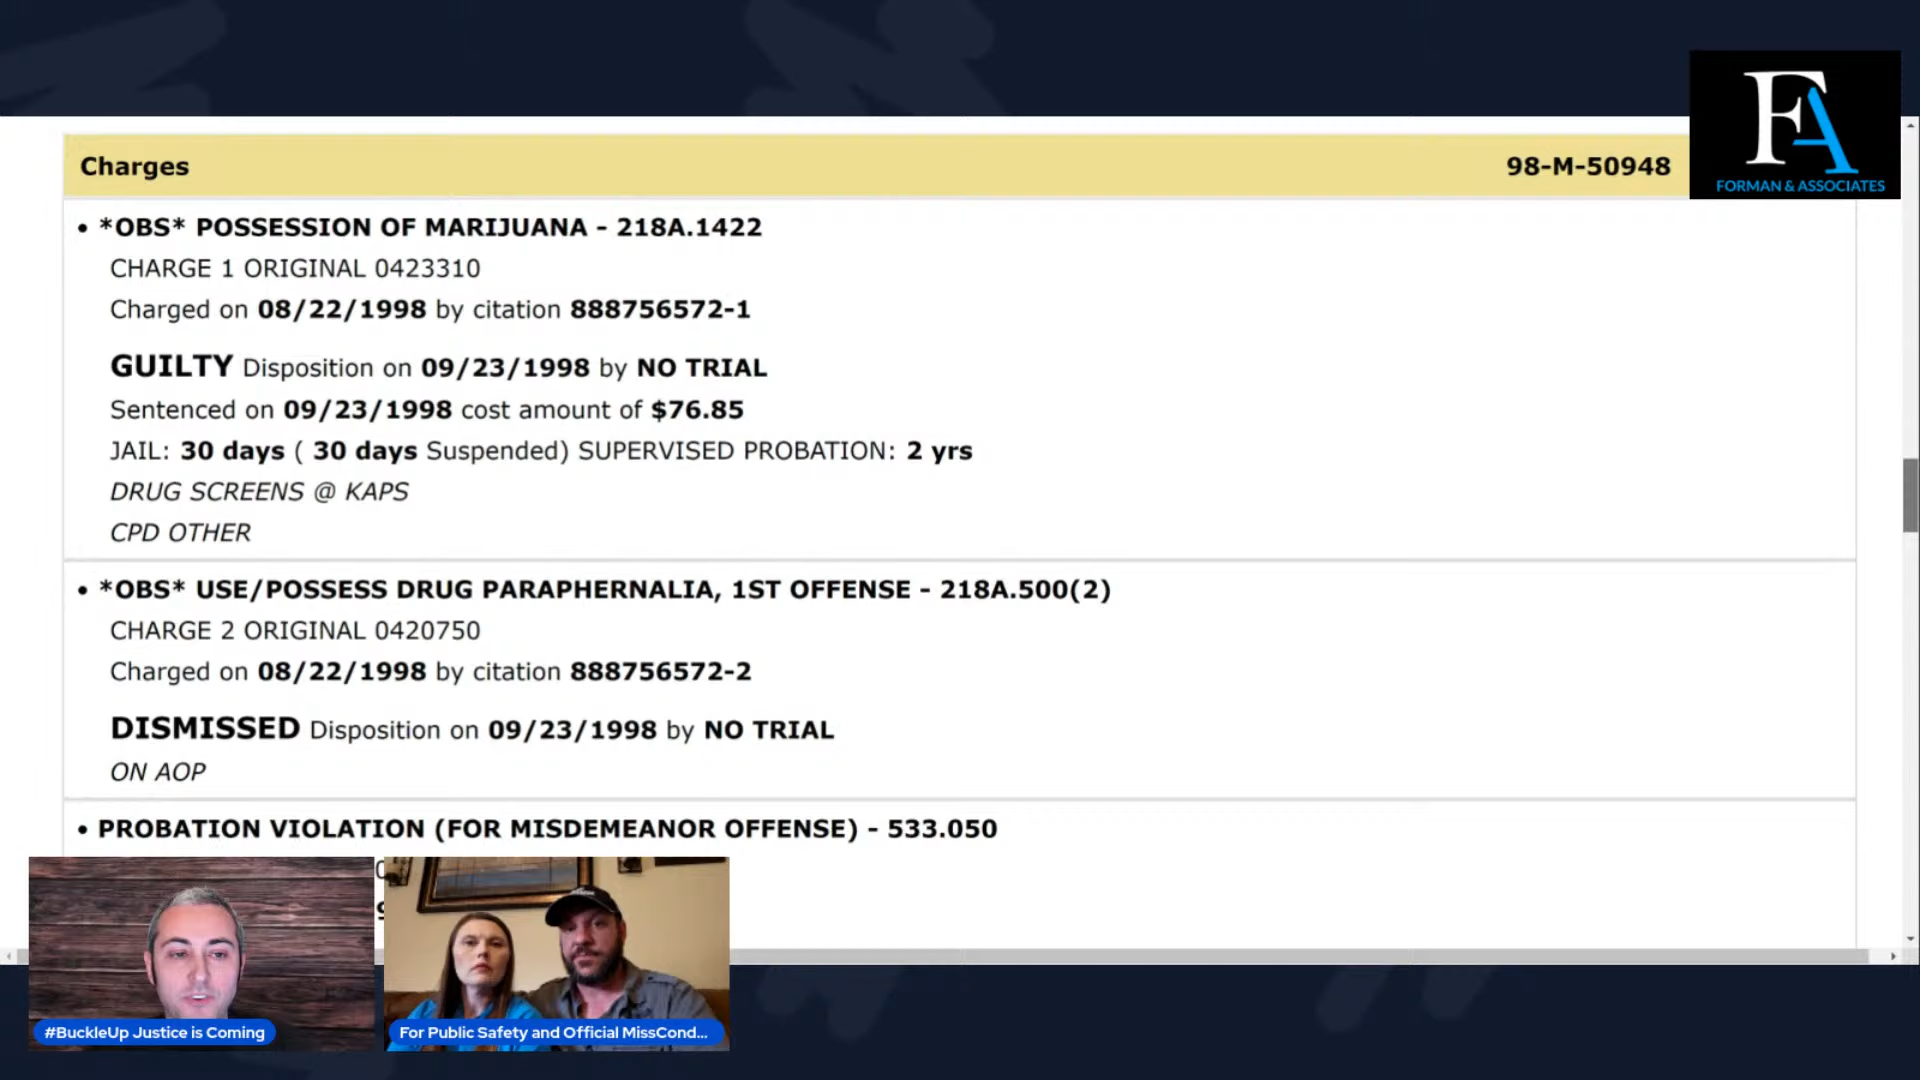 FA
FORMAN & ASSOCIATES
Charges 98-M-50948
• *OBS* POSSESSION OF MARIJUANA - 218A.1422
CHARGE 1 ORIGINAL 0423310
Charged on 08/22/1998 by citation 888756572-1
GUILTY Disposition on 09/23/1998 by NO TRIAL
Sentenced on 09/23/1998 cost amount of $76.85
JAIL: 30 days ( 30 days Suspended) SUPERVISED PROBATION: 2 yrs
DRUG SCREENS @ KAPS
CPD OTHER
• *OBS* USE/POSSESS DRUG PARAPHERNALIA, 1ST OFFENSE - 218A.500(2)
CHARGE 2 ORIGINAL 0420750
Charged on 08/22/1998 by citation 888756572-2
DISMISSED Disposition on 09/23/1998 by NO TRIAL
ON AOP
• PROBATION VIOLATION (FOR MISDEMEANOR OFFENSE) - 533.050
#BuckleUp Justice is Coming
For Public Safety and Official MissCond...